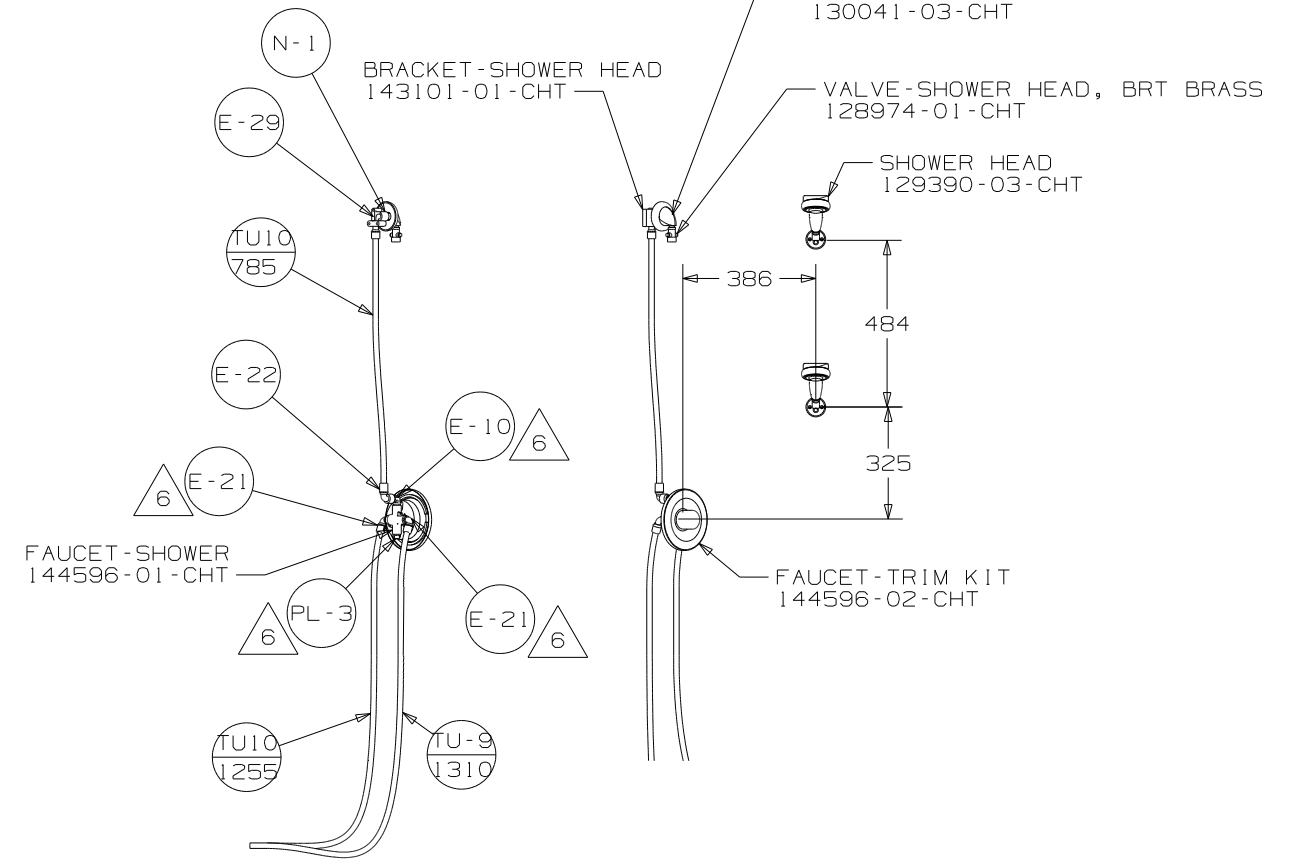 130041-03-CHT
N-1
BRACKET-SHOWER HEAD
143101-01-CHT
VALVE-SHOWER HEAD, BRT BRASS
128974-01-CHT
E-29
SHOWER HEAD
129390-03-CHT
TU10
785
386
484
E-22
E-10
6
325
E-21
6
FAUCET-SHOWER
144596-01-CHT
FAUCET-TRIM KIT
144596-02-CHT
PL-3
6
E-21
6
TU10
1255
TU-9
1310